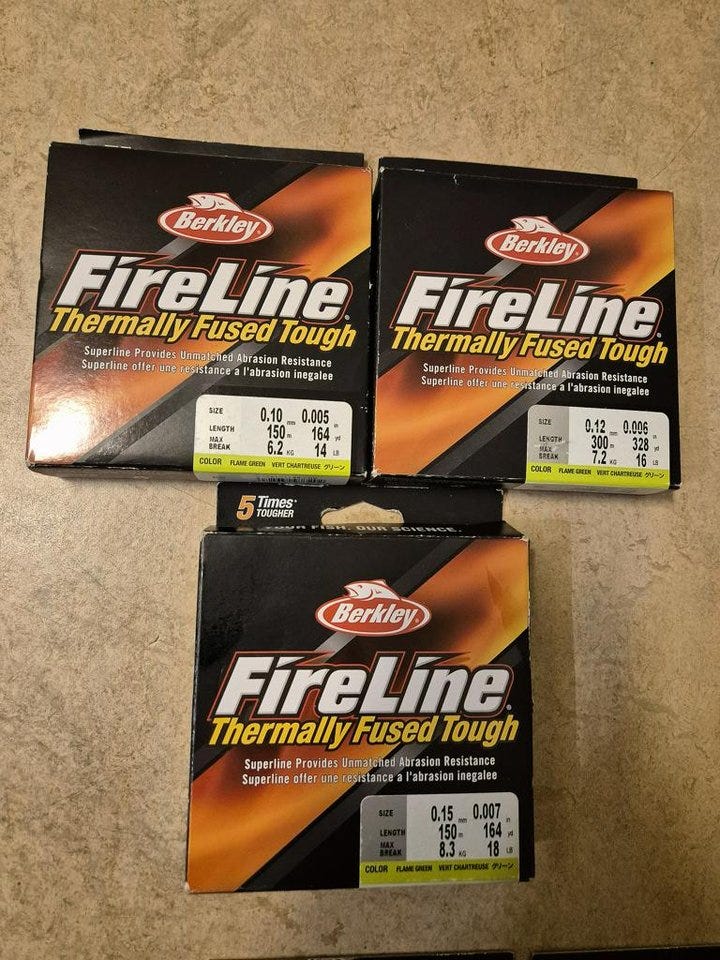 Berkley
FireLine
Thermally Fused Tough
Superline Provides Unmatched Abrasion Resistance
Superline offer une resistance a l'abrasion inegalee
SIZE 0.10 mm 0.005 in
LENGTH 150 m 164 yd
MAX BREAK 6.2 KG 14 LB
COLOR FLAME GREEN VERT CHARTREUSE グリーン
Berkley
FireLine
Thermally Fused Tough
Superline Provides Unmatched Abrasion Resistance
Superline offer une resistance a l'abrasion inegalee
SIZE 0.12 mm 0.006 in
LENGTH 300 m 328 yd
MAX BREAK 7.2 KG 16 LB
COLOR FLAME GREEN VERT CHARTREUSE グリーン
5 Times
TOUGHER
YOUR FISH. OUR SCIENCE.
Berkley
FireLine
Thermally Fused Tough
Superline Provides Unmatched Abrasion Resistance
Superline offer une resistance a l'abrasion inegalee
SIZE 0.15 mm 0.007 in
LENGTH 150 m 164 yd
MAX BREAK 8.3 KG 18 LB
COLOR FLAME GREEN VERT CHARTREUSE グリーン